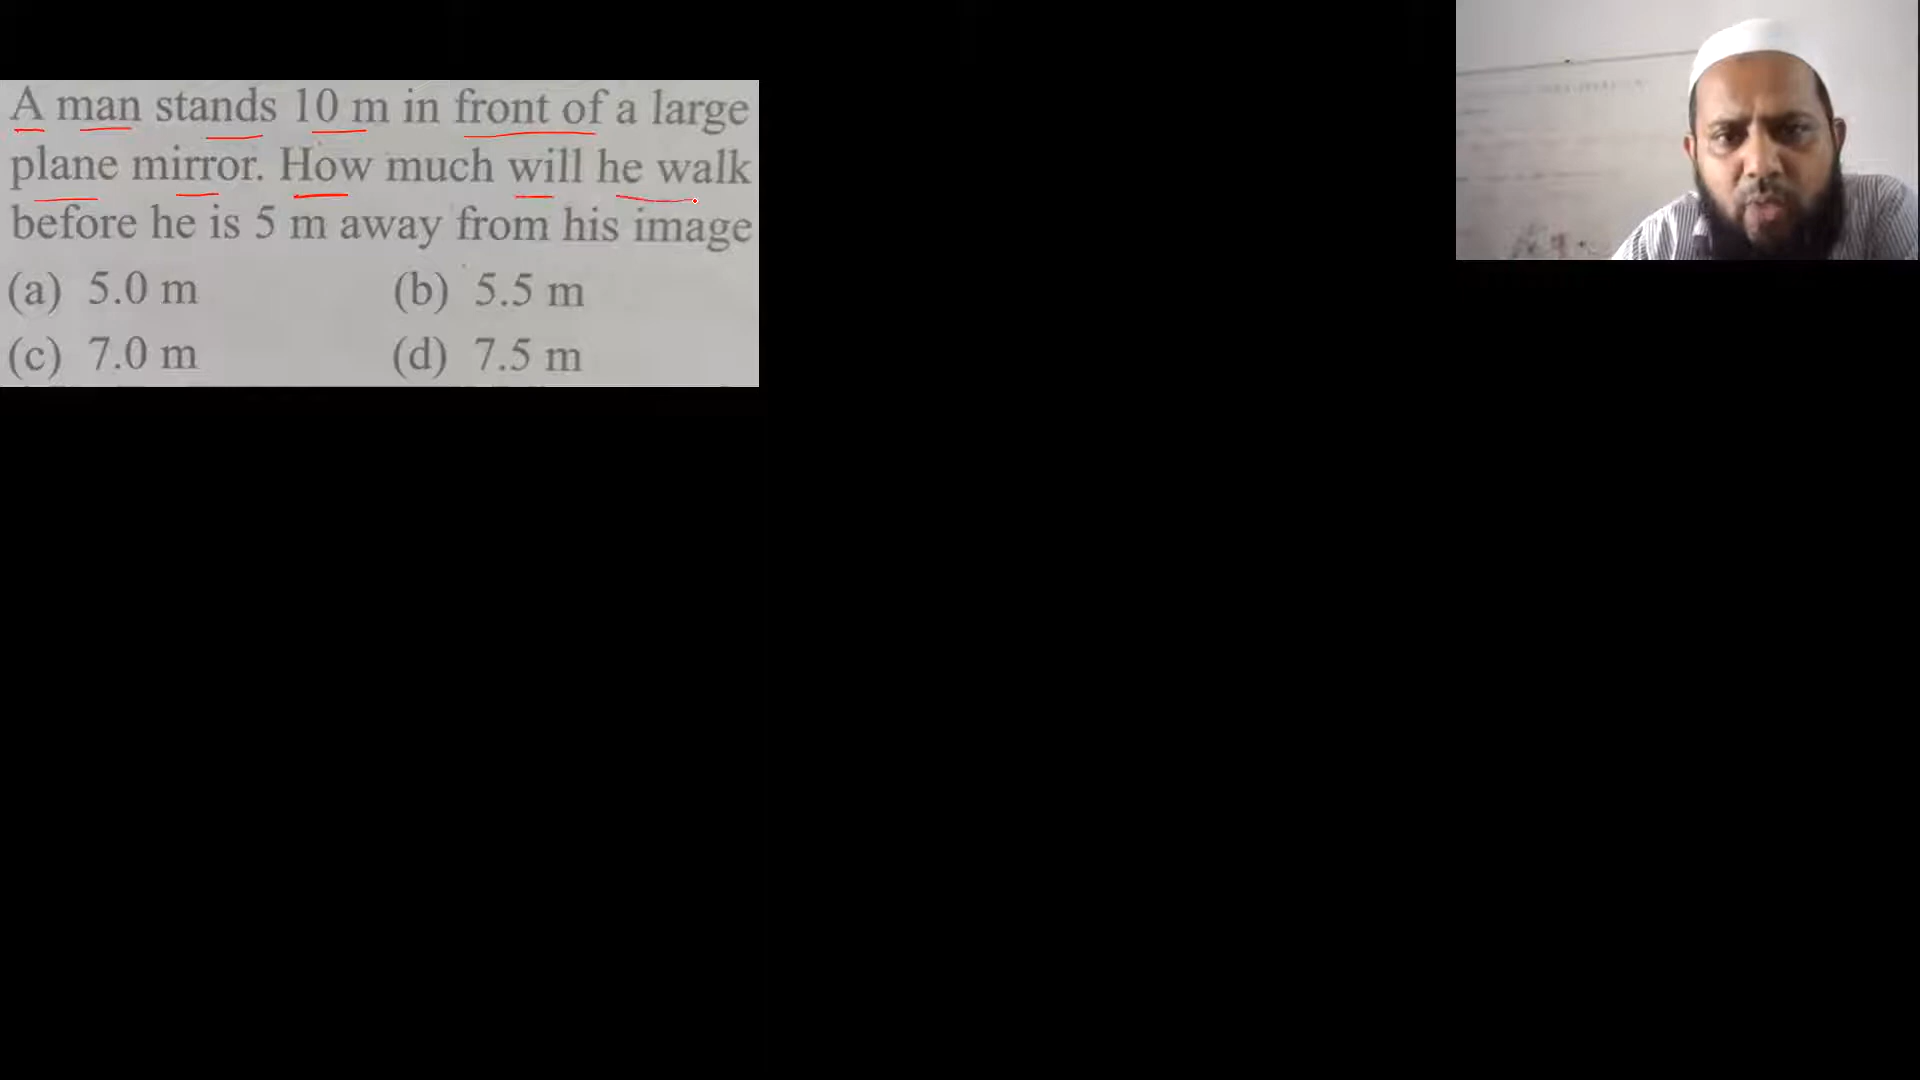 A man stands 10 m in front of a large
plane mirror. How much will he walk
before he is 5 m away from his image
(a) 5.0 m (b) 5.5 m
(c) 7.0 m (d) 7.5 m